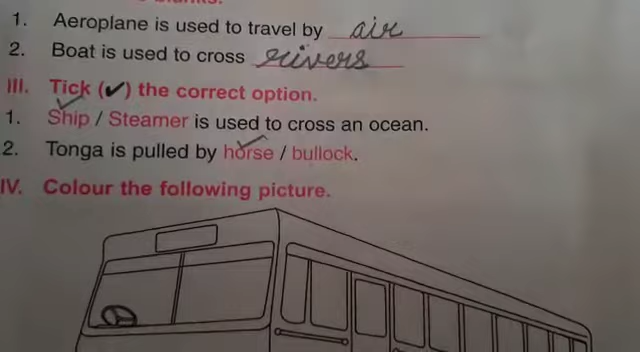 1. Aeroplane is used to travel by air
2. Boat is used to cross rivers
III. Tick (✔) the correct option.
1. Ship / Steamer is used to cross an ocean.
2. Tonga is pulled by horse / bullock.
IV. Colour the following picture.